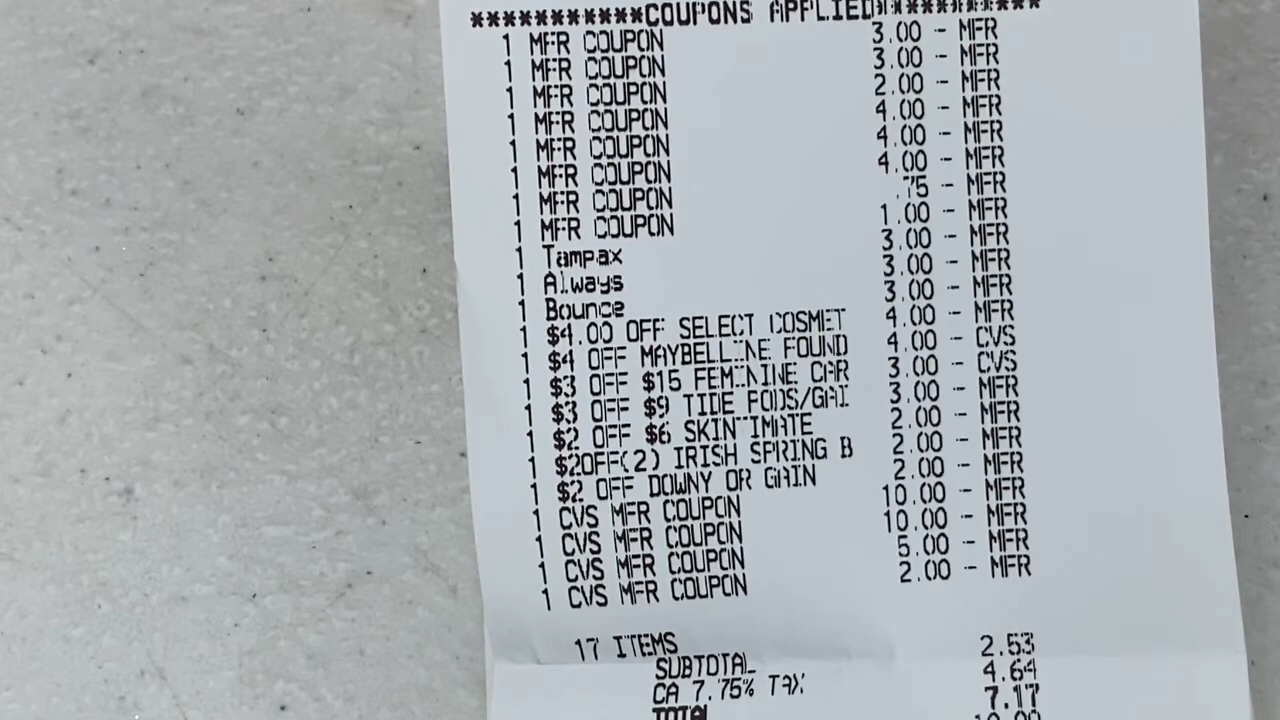 ***********COUPONS APPLIED***********
1 MFR COUPON 3.00 - MFR
1 MFR COUPON 3.00 - MFR
1 MFR COUPON 2.00 - MFR
1 MFR COUPON 4.00 - MFR
1 MFR COUPON 4.00 - MFR
1 MFR COUPON 4.00 - MFR
1 MFR COUPON .75 - MFR
1 MFR COUPON 1.00 - MFR
1 Tampax 3.00 - MFR
1 Always 3.00 - MFR
1 Bounce 3.00 - MFR
1 $4.00 OFF SELECT COSMET 4.00 - MFR
1 $4 OFF MAYBELLINE FOUND 4.00 - CVS
1 $3 OFF $15 FEMININE CAR 3.00 - CVS
1 $3 OFF $9 TIDE PODS/GAI 3.00 - MFR
1 $2 OFF $6 SKINTIMATE 2.00 - MFR
1 $2OFF(2) IRISH SPRING B 2.00 - MFR
1 $2 OFF DOWNY OR GAIN 2.00 - MFR
1 CVS MFR COUPON 10.00 - MFR
1 CVS MFR COUPON 10.00 - MFR
1 CVS MFR COUPON 5.00 - MFR
1 CVS MFR COUPON 2.00 - MFR
17 ITEMS
SUBTOTAL 2.53
CA 7.75% TAX 4.64
TOTAL 7.17
10.00